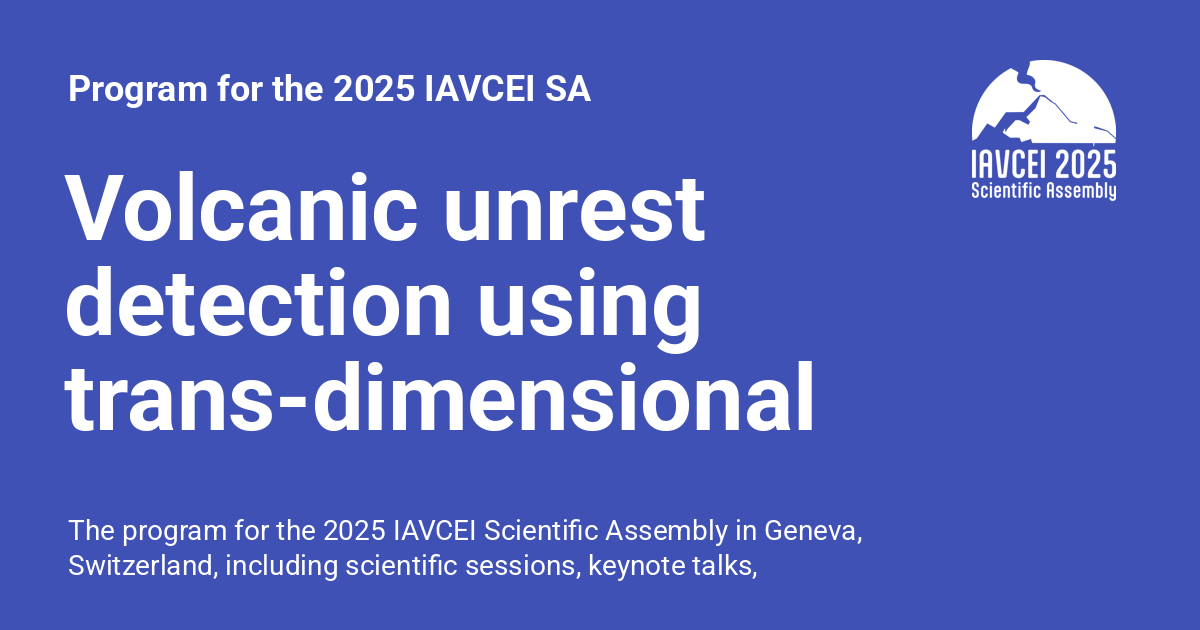 Program for the 2025 IAVCEI SA
IAVCEI 2025
Scientific Assembly
Volcanic unrest
detection using
trans-dimensional
The program for the 2025 IAVCEI Scientific Assembly in Geneva,
Switzerland, including scientific sessions, keynote talks,